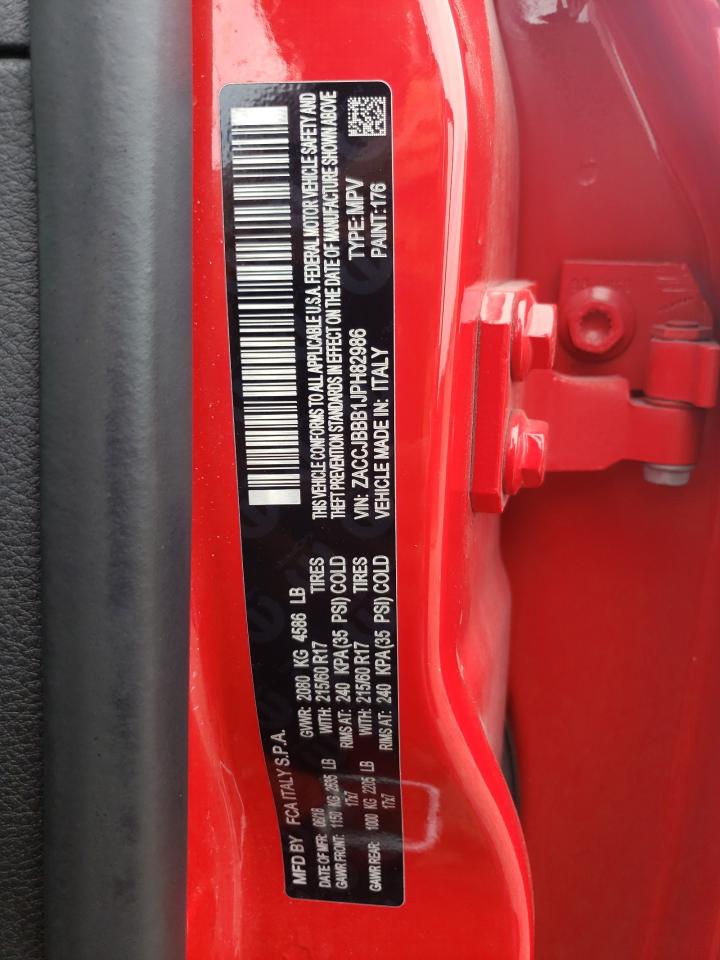 MFD BY FCA ITALY S.P.A.
DATE OF MFR: 06/18 GVWR: 2080 KG 4586 LB
GAWR FRONT: 1150 KG 2535 LB WITH: 215/60 R17 TIRES
17x7 RIMS AT: 240 KPA (35 PSI) COLD
GAWR REAR: 1000 KG 2205 LB WITH: 215/60 R17 TIRES
17x7 RIMS AT: 240 KPA (35 PSI) COLD
THIS VEHICLE CONFORMS TO ALL APPLICABLE U.S.A. FEDERAL MOTOR VEHICLE SAFETY AND
THEFT PREVENTION STANDARDS IN EFFECT ON THE DATE OF MANUFACTURE SHOWN ABOVE
VIN: ZACCJBBB1JPH82986 TYPE: MPV
VEHICLE MADE IN: ITALY PAINT: 176